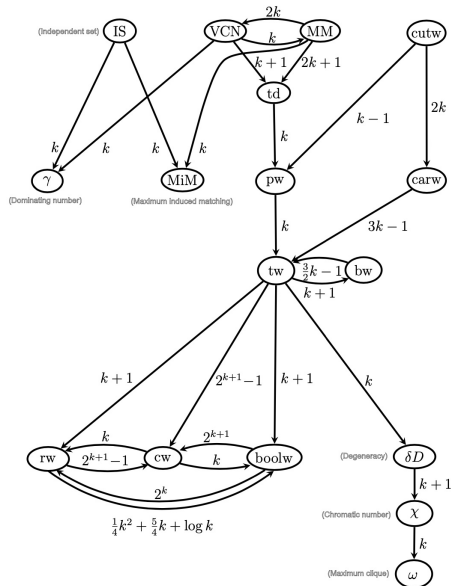 2k
(Independent set) IS VCN k MM cutw
k + 1 2k + 1
td
2k
k − 1
k k k k k
γ MiM pw carw
(Dominating number) (Maximum induced matching)
k 3k − 1
tw 3/2k − 1 bw
k + 1
k + 1 2^{k+1}−1 k + 1 k
k 2^{k+1}
rw cw boolw (Degeneracy) δD
2^{k+1}−1 k
2^k k + 1
(Chromatic number) χ
1/4k² + 5/4k + log k
k
(Maximum clique) ω